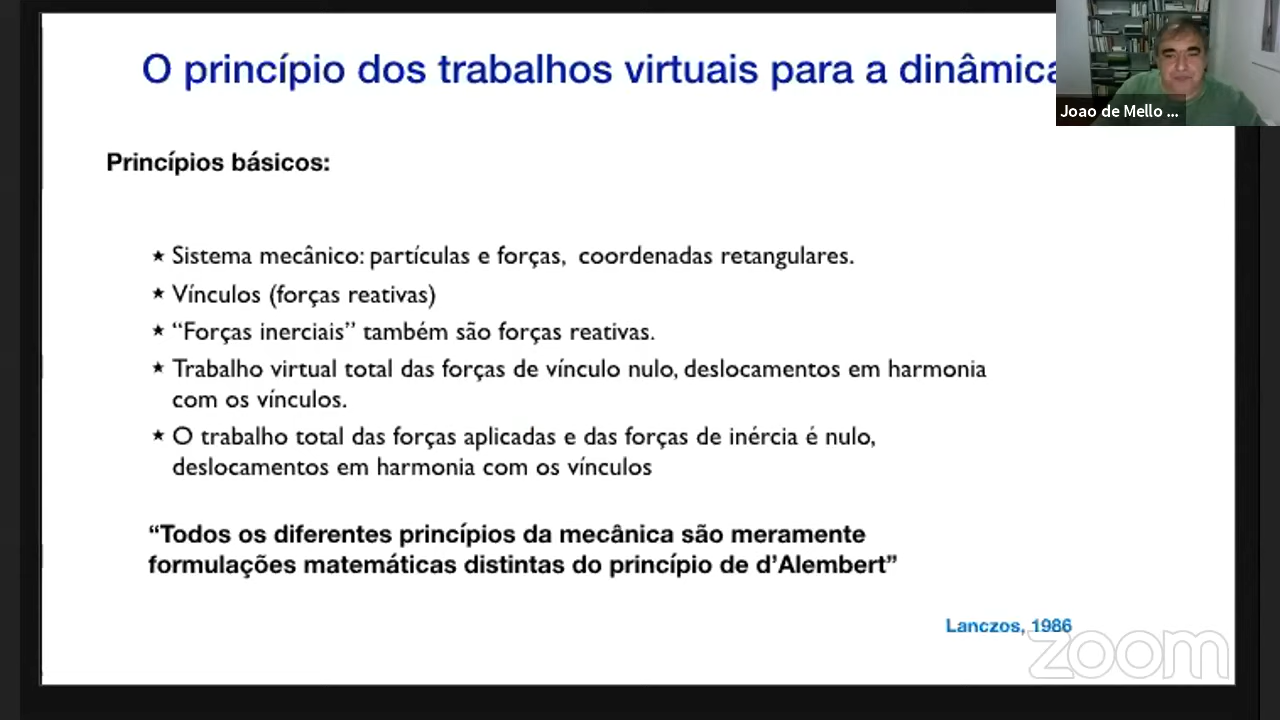 O princípio dos trabalhos virtuais para a dinâmica
Joao de Mello ...
Princípios básicos:
★ Sistema mecânico: partículas e forças, coordenadas retangulares.
★ Vínculos (forças reativas)
★ “Forças inerciais” também são forças reativas.
★ Trabalho virtual total das forças de vínculo nulo, deslocamentos em harmonia
com os vínculos.
★ O trabalho total das forças aplicadas e das forças de inércia é nulo,
deslocamentos em harmonia com os vínculos
“Todos os diferentes princípios da mecânica são meramente
formulações matemáticas distintas do princípio de d’Alembert”
Lanczos, 1986
zoom